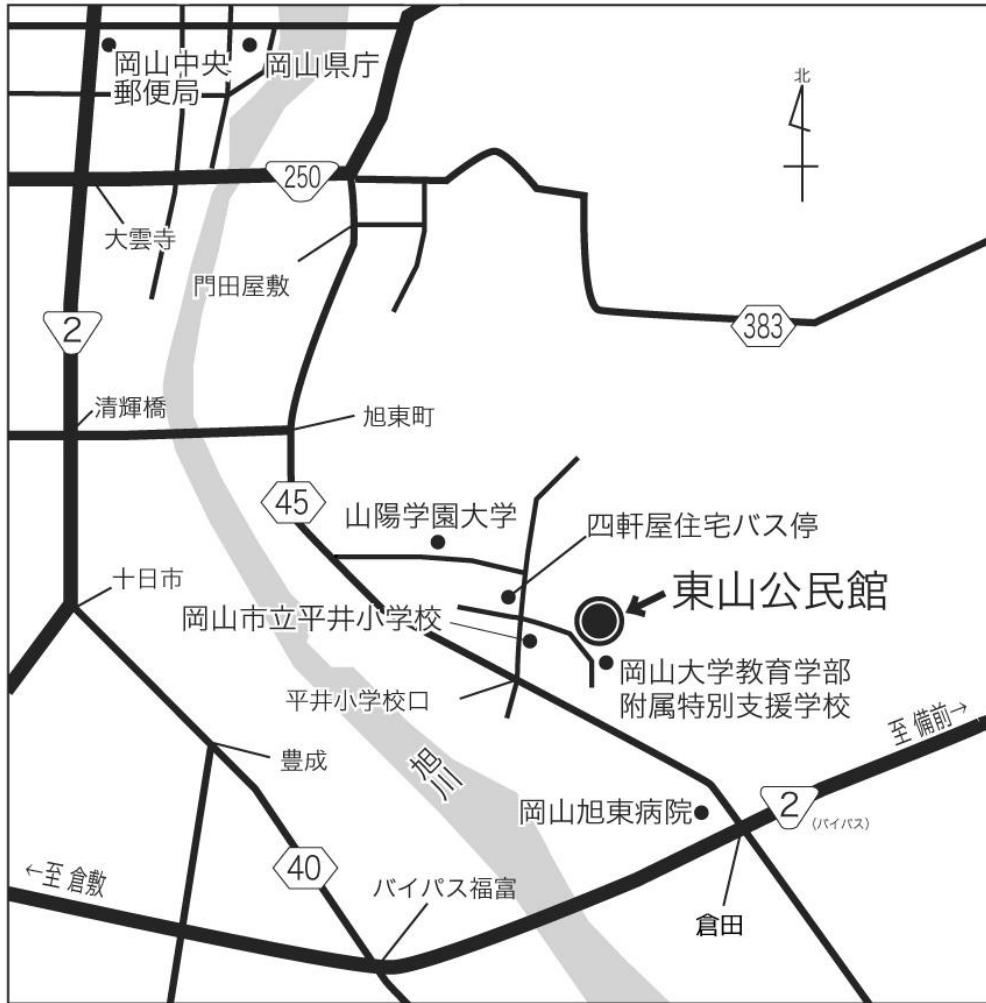 岡山中央
郵便局
岡山県庁
北
250
大雲寺
門田屋敷
2
383
清輝橋
旭東町
45
山陽学園大学
四軒屋住宅バス停
十日市
東山公民館
岡山市立平井小学校
岡山大学教育学部
附属特別支援学校
平井小学校口
至 備前→
豊成
旭川
岡山旭東病院
2
(バイパス)
40
←至 倉敷
バイパス福富
倉田